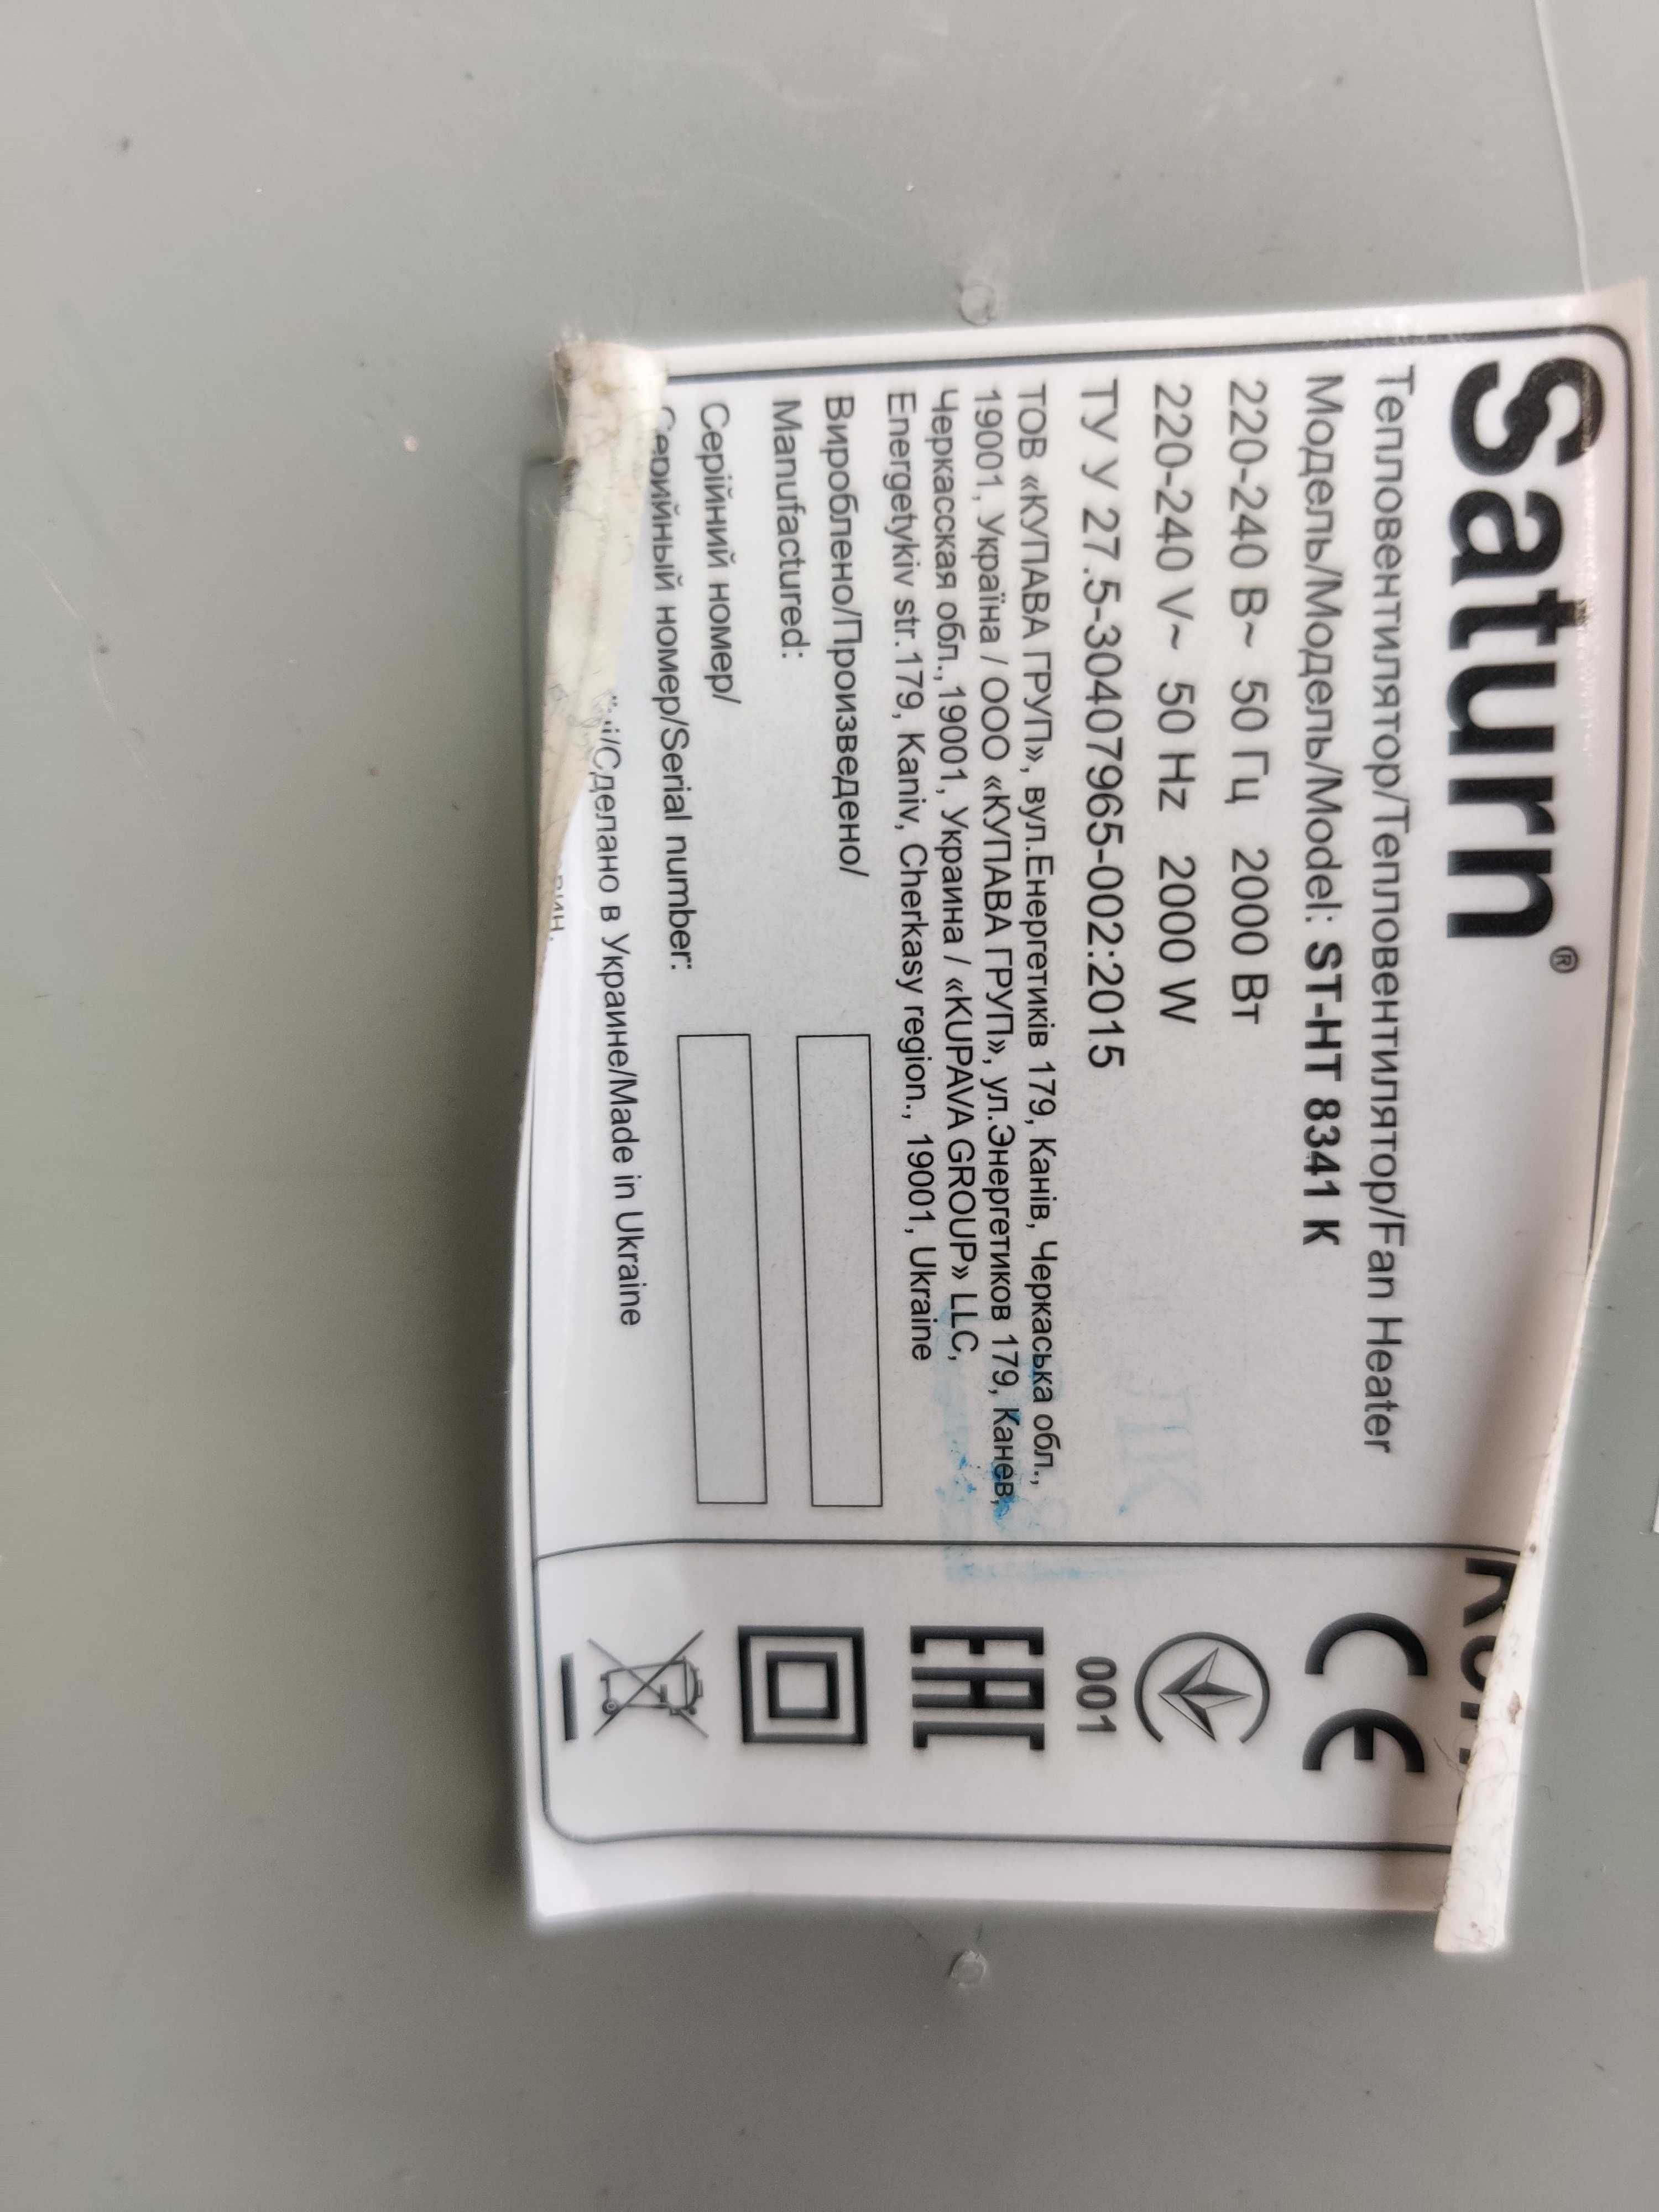 Saturn®
Тепловентилятор/Тепловентилятор/Fan Heater
Модель/Модель/Model: ST-HT 8341 K
220-240 В~ 50 Гц 2000 Вт
220-240 V~ 50 Hz 2000 W
ТУ У 27.5-30407965-002:2015
ТОВ «КУПАВА ГРУП», вул.Енергетиків 179, Канів, Черкаська обл.,
19001, Україна / ООО «КУПАВА ГРУП», ул.Энергетиков 179, Канев,
Черкасская обл.,19001, Украина / «KUPAVA GROUP» LLC,
Energetykiv str.179, Kaniv, Cherkasy region., 19001, Ukraine
Вироблено/Произведено/
Manufactured:
Серійний номер/
Серийный номер/Serial number:
/Сделано в Украине/Made in Ukraine
CE
001
EAC